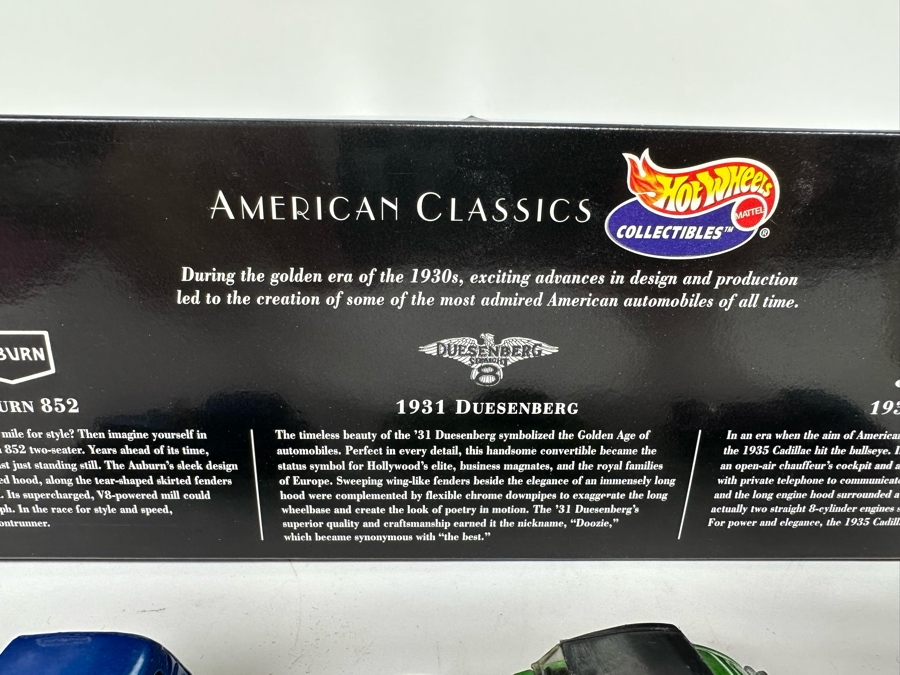 AMERICAN CLASSICS
HOT WHEELS
MATTEL
COLLECTIBLES™ ®
During the golden era of the 1930s, exciting advances in design and production
led to the creation of some of the most admired American automobiles of all time.
BURN
URN 852
mile for style? Then imagine yourself in
852 two-seater. Years ahead of its time,
st just standing still. The Auburn's sleek design
ed hood, along the tear-shaped skirted fenders
. Its supercharged, V8-powered mill could
ph. In the race for style and speed,
ontrunner.
DUESENBERG
STRAIGHT
8
1931 DUESENBERG
The timeless beauty of the '31 Duesenberg symbolized the Golden Age of
automobiles. Perfect in every detail, this handsome convertible became the
status symbol for Hollywood's elite, business magnates, and the royal families
of Europe. Sweeping wing-like fenders beside the elegance of an immensely long
hood were complemented by flexible chrome downpipes to exaggerate the long
wheelbase and create the look of poetry in motion. The '31 Duesenberg's
superior quality and craftsmanship earned it the nickname, "Doozie,"
which became synonymous with "the best."
193
In an era when the aim of America
the 1935 Cadillac hit the bullseye.
an open-air chauffeur's cockpit and a
with private telephone to communicat
and the long engine hood surrounded a
actually two straight 8-cylinder engines s
For power and elegance, the 1935 Cadill